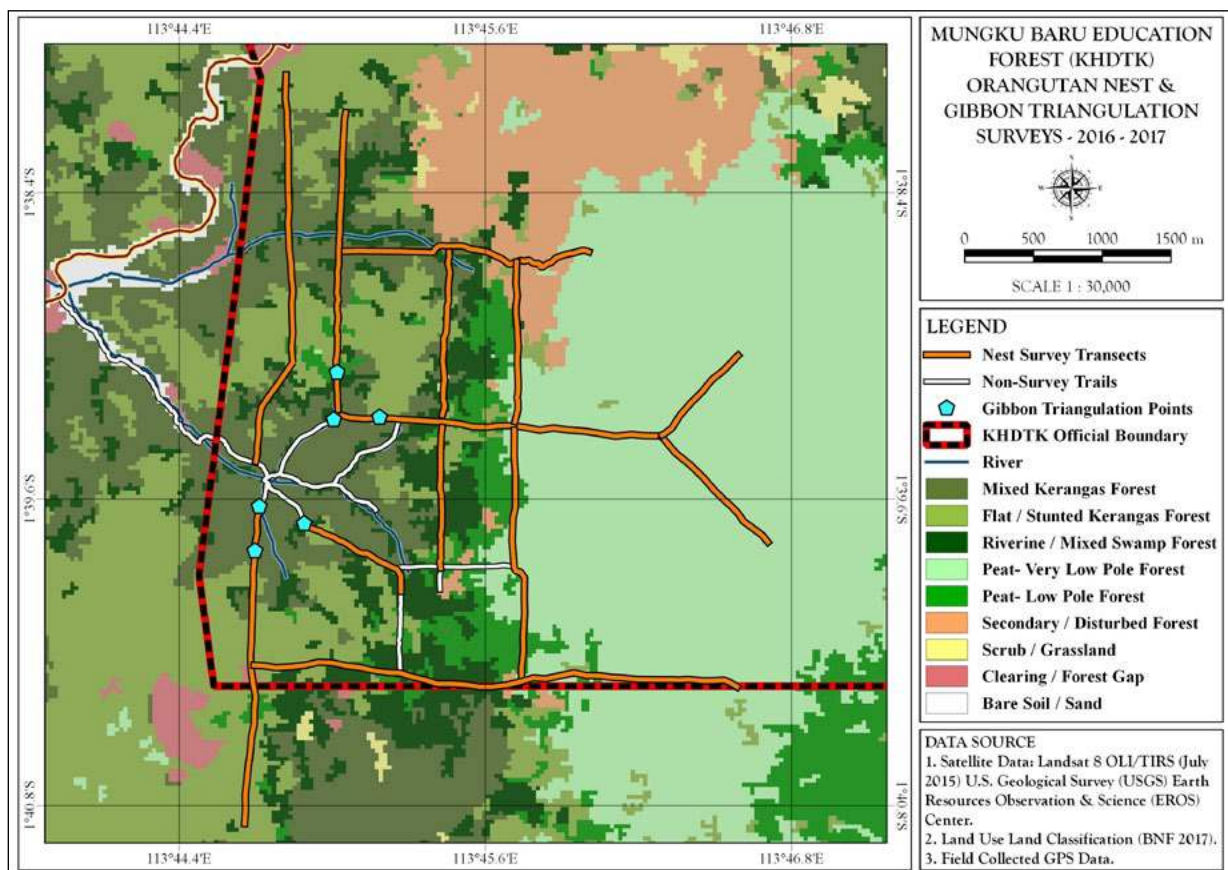 113°44.4'E 113°45.6'E 113°46.8'E
1°38.4'S 1°38.4'S
1°39.6'S 1°39.6'S
1°40.8'S 1°40.8'S
113°44.4'E 113°45.6'E 113°46.8'E
MUNGKU BARU EDUCATION
FOREST (KHDTK)
ORANGUTAN NEST &
GIBBON TRIANGULATION
SURVEYS - 2016 - 2017
N
W E
S
0 500 1000 1500 m
SCALE 1 : 30,000
LEGEND
Nest Survey Transects
Non-Survey Trails
Gibbon Triangulation Points
KHDTK Official Boundary
River
Mixed Kerangas Forest
Flat / Stunted Kerangas Forest
Riverine / Mixed Swamp Forest
Peat- Very Low Pole Forest
Peat- Low Pole Forest
Secondary / Disturbed Forest
Scrub / Grassland
Clearing / Forest Gap
Bare Soil / Sand
DATA SOURCE
1. Satellite Data: Landsat 8 OLI/TIRS (July
2015) U.S. Geological Survey (USGS) Earth
Resources Observation & Science (EROS)
Center.
2. Land Use Land Classification (BNF 2017).
3. Field Collected GPS Data.